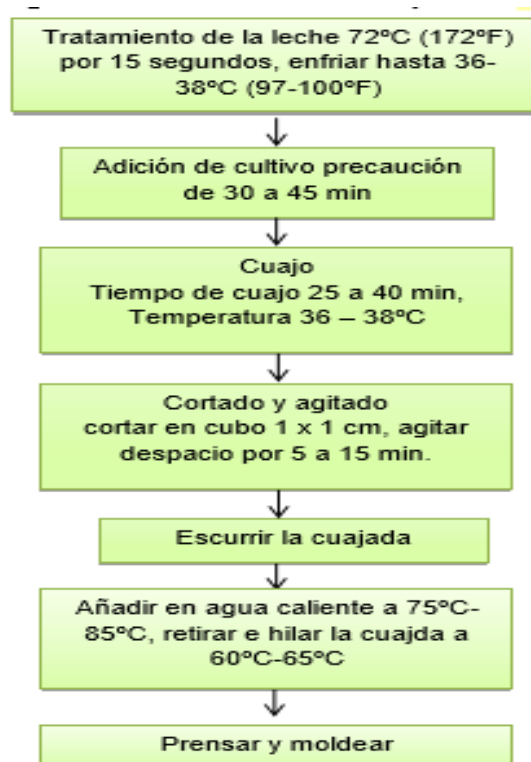 Tratamiento de la leche 72ºC (172ºF)
por 15 segundos, enfriar hasta 36-
38ºC (97-100ºF)
Adición de cultivo precaución
de 30 a 45 min
Cuajo
Tiempo de cuajo 25 a 40 min,
Temperatura 36 – 38ºC
Cortado y agitado
cortar en cubo 1 x 1 cm, agitar
despacio por 5 a 15 min.
Escurrir la cuajada
Añadir en agua caliente a 75ºC-
85ºC, retirar e hilar la cuajda a
60ºC-65ºC
Prensar y moldear